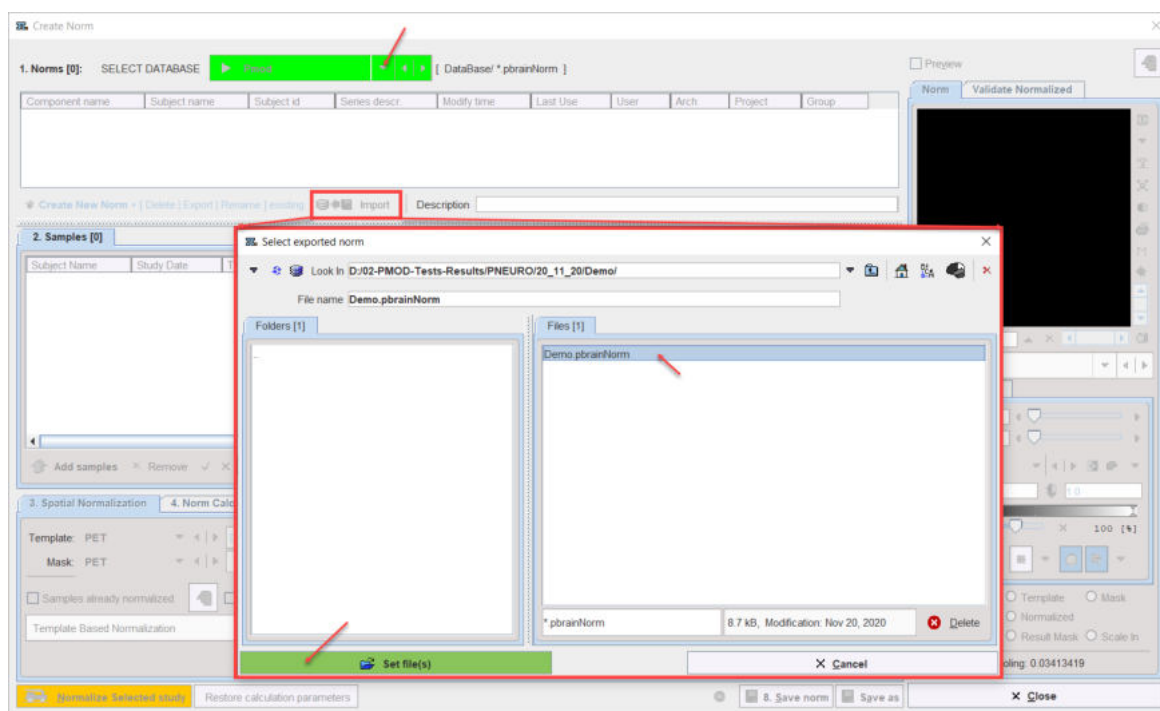 Create Norm
1. Norms [0]: SELECT DATABASE [ DataBase/ *.pbrainNorm ]
Preview
Norm Validate Normalized
Component name Subject name Subject id Series descr. Modify time Last Use User Arch. Project Group
Create New Norm [ Delete | Export | Rename ] existing Import Description
2. Samples [0]
Subject Name Study Date
Select exported norm
Look In D:/02-PMOD-Tests-Results/PNEURO/20_11_20/Demo/
File name Demo.pbrainNorm
Folders [1] Files [1]
..
Demo.pbrainNorm
Add samples Remove
3. Spatial Normalization 4. Norm Calc
1.0
Template: PET
100 [%]
Mask: PET
Samples already normalized
Template Mask
Template Based Normalization
*.pbrainNorm 8.7 kB, Modification: Nov 20, 2020 Delete
Normalized
Result Mask Scale In
Set file(s) Cancel
oling: 0.03413419
Normalize Selected study Restore calculation parameters 8. Save norm Save as Close